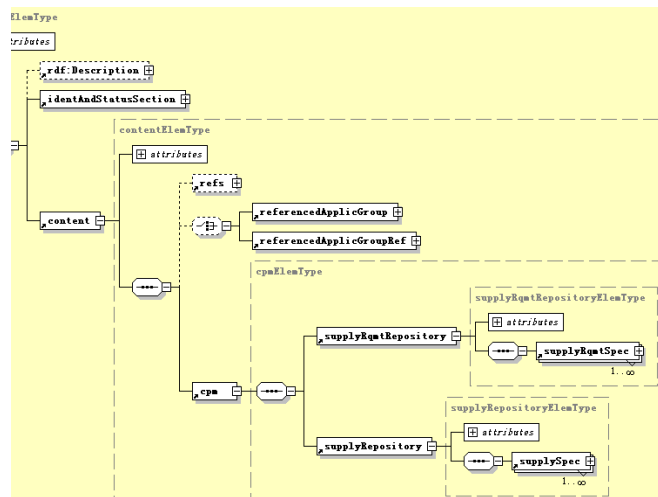 ElemType
attributes
rdf:Description
identAndStatusSection
contentElemType
attributes
refs
content
referencedApplicGroup
referencedApplicGroupRef
cpmElemType
supplyRqmtRepositoryElemType
attributes
supplyRqmtRepository
supplyRqmtSpec
1..∞
cpm
supplyRepositoryElemType
attributes
supplyRepository
supplySpec
1..∞